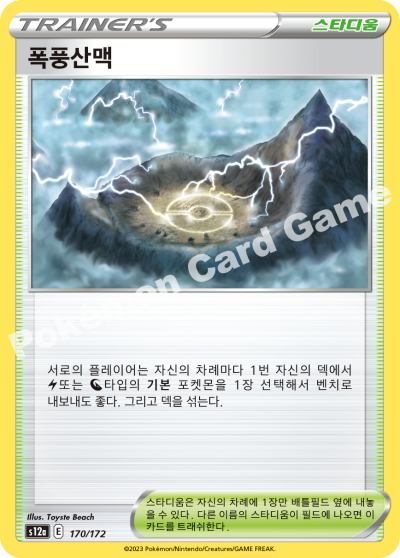 TRAINER'S 스타디움
폭풍산맥
Pokémon Card Game
서로의 플레이어는 자신의 차례마다 1번 자신의 덱에서
또는 타입의 기본 포켓몬을 1장 선택해서 벤치로
내보내도 좋다. 그리고 덱을 섞는다.
Illus. Toyste Beach
s12a E 170/172
스타디움은 자신의 차례에 1장만 배틀필드 옆에 내놓
을 수 있다. 다른 이름의 스타디움이 필드에 나오면 이
카드를 트래쉬한다.
©2023 Pokémon/Nintendo/Creatures/GAME FREAK.